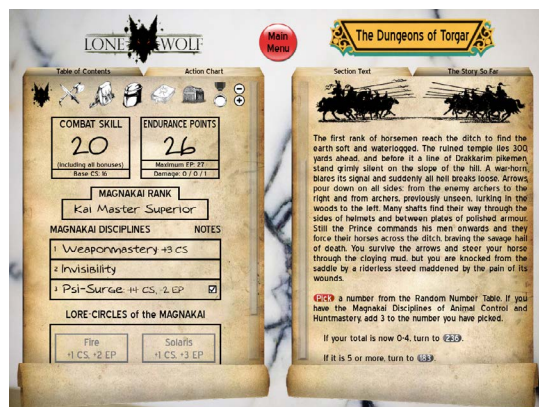 LONE WOLF
Main
Menu
The Dungeons of Torgar
Table of Contents
Action Chart
COMBAT SKILL
20
(Including all bonuses)
Base CS: 16
ENDURANCE POINTS
26
Maximum EP: 27
Damage: 0 / 0 / 1
MAGNAKAI RANK
Kai Master Superior
MAGNAKAI DISCIPLINES NOTES
1 Weaponmastery +3 CS
2 Invisibility
3 Psi-Surge +4 CS, -2 EP
LORE-CIRCLES of the MAGNAKAI
Fire
+1 CS, +2 EP
Solaris
+1 CS, +3 EP
Section Text
The Story So Far
The first rank of horsemen reach the ditch to find the
earth soft and waterlogged. The ruined temple lies 300
yards ahead, and before it a line of Drakkarim pikemen
stand grimly silent on the slope of the hill. A war-horn
blares its signal and suddenly all hell breaks loose. Arrows
pour down on all sides: from the enemy archers to the
right and from archers, previously unseen, lurking in the
woods to the left. Many shafts find their way through the
sides of helmets and between plates of polished armour.
Still the Prince commands his men onwards and they
force their horses across the ditch, braving the savage hail
of death. You survive the arrows and steer your horse
through the cloying mud, but you are knocked from the
saddle by a riderless steed maddened by the pain of its
wounds.
Pick a number from the Random Number Table. If you
have the Magnakai Disciplines of Animal Control and
Huntmastery, add 3 to the number you have picked.
If your total is now 0-4, turn to 236.
If it is 5 or more, turn to 183.